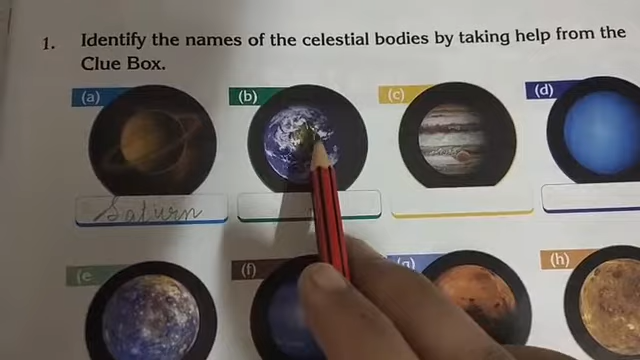 1. Identify the names of the celestial bodies by taking help from the
Clue Box.
(a) (b) (c) (d)
Saturn
(e (f) (g) (h)